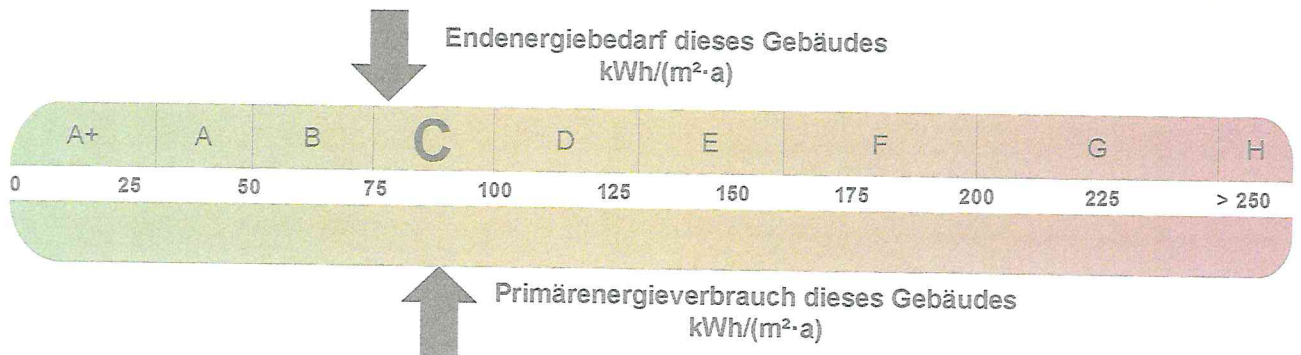 Endenergiebedarf dieses Gebäudes
kWh/(m²·a)
A+ A B C D E F G H
0 25 50 75 100 125 150 175 200 225 > 250
Primärenergieverbrauch dieses Gebäudes
kWh/(m²·a)